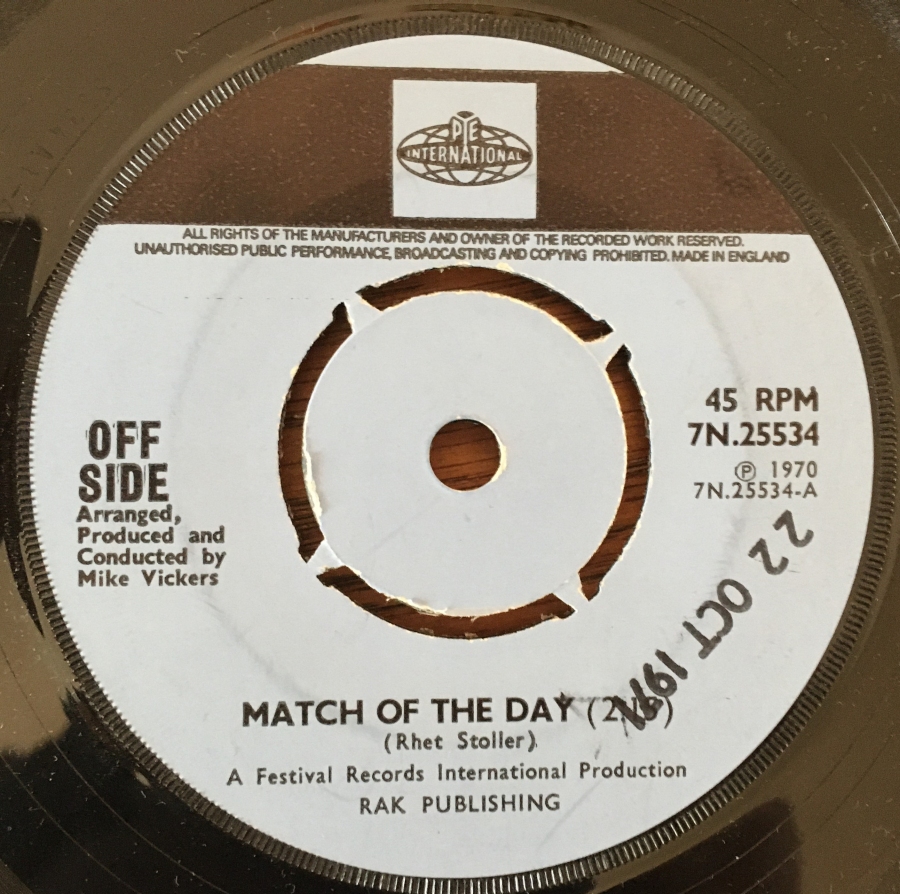 PYE
INTERNATIONAL
ALL RIGHTS OF THE MANUFACTURERS AND OWNER OF THE RECORDED WORK RESERVED.
UNAUTHORISED PUBLIC PERFORMANCE, BROADCASTING AND COPYING PROHIBITED. MADE IN ENGLAND
OFF
SIDE
Arranged,
Produced and
Conducted by
Mike Vickers
45 RPM
7N.25534
Ⓟ 1970
7N.25534-A
22 OCT
MATCH OF THE DAY
(Rhet Stoller)
A Festival Records International Production
RAK PUBLISHING